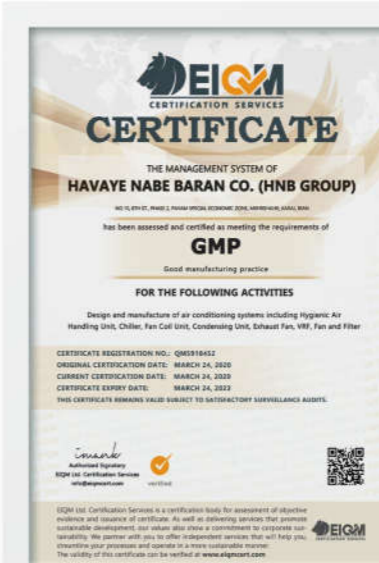 EIQM
CERTIFICATION SERVICES
CERTIFICATE
THE MANAGEMENT SYSTEM OF
HAVAYE NABE BARAN CO. (HNB GROUP)
has been assessed and certified as meeting the requirements of
GMP
Good manufacturing practice
FOR THE FOLLOWING ACTIVITIES
Design and manufacture of air conditioning systems including Hygienic Air
Handling Unit, Chiller, Fan Coil Unit, Condensing Unit, Exhaust Fan, VRF, Fan and Filter
CERTIFICATE REGISTRATION NO.: QMS918452
ORIGINAL CERTIFICATION DATE: MARCH 24, 2020
CURRENT CERTIFICATION DATE: MARCH 24, 2020
CERTIFICATE EXPIRY DATE: MARCH 24, 2023
THIS CERTIFICATE REMAINS VALID SUBJECT TO SATISFACTORY SURVEILLANCE AUDITS.
Authorized Signatory
EIQM Ltd. Certification Services
info@eiqmcert.com
verified
EIQM Ltd. Certification Services is a certification body for assessment of objective
evidence and issuance of certificate. As well as delivering services that promote
sustainable development, our values also show a commitment to corporate sus-
tainability. We partner with you to offer independent services that will help you
streamline your processes and operate in a more sustainable manner.
The validity of this certificate can be verified at www.eiqmcert.com
EIQM